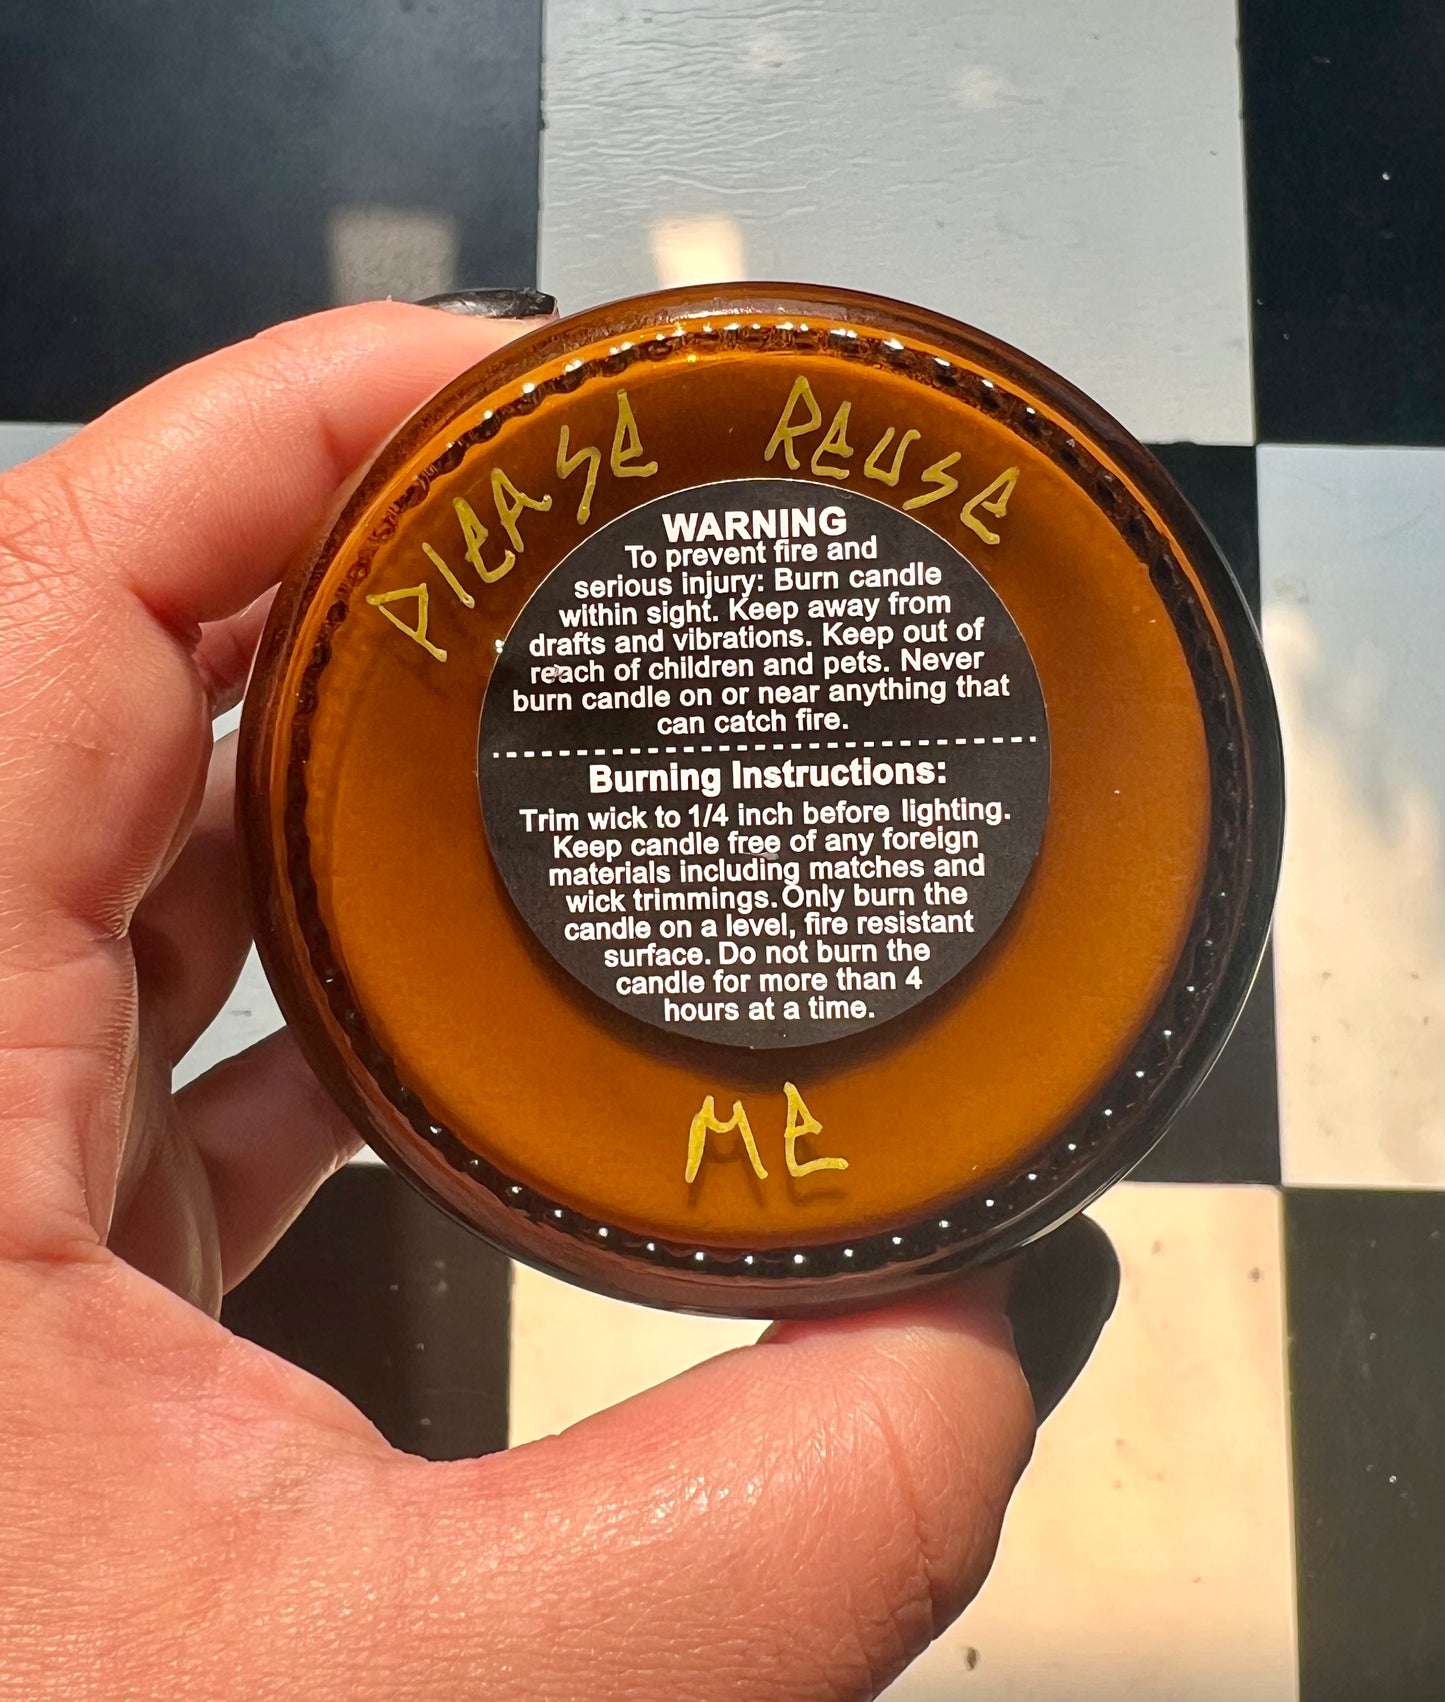 PLEASE REUSE
WARNING
To prevent fire and
serious injury: Burn candle
within sight. Keep away from
drafts and vibrations. Keep out of
reach of children and pets. Never
burn candle on or near anything that
can catch fire.
Burning Instructions:
Trim wick to 1/4 inch before lighting.
Keep candle free of any foreign
materials including matches and
wick trimmings. Only burn the
candle on a level, fire resistant
surface. Do not burn the
candle for more than 4
hours at a time.
ME